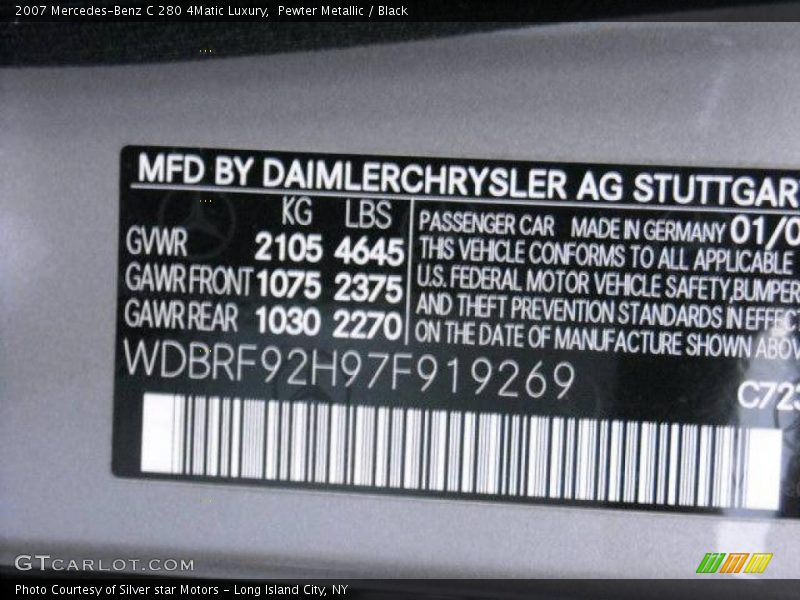 2007 Mercedes-Benz C 280 4Matic Luxury,  Pewter Metallic / Black
MFD BY DAIMLERCHRYSLER AG STUTTGAR
KG LBS
GVWR 2105 4645
GAWR FRONT 1075 2375
GAWR REAR 1030 2270
PASSENGER CAR MADE IN GERMANY 01/0
THIS VEHICLE CONFORMS TO ALL APPLICABLE
U.S. FEDERAL MOTOR VEHICLE SAFETY,BUMPER
AND THEFT PREVENTION STANDARDS IN EFFECT
ON THE DATE OF MANUFACTURE SHOWN ABOV
WDBRF92H97F919269
C723
GTCARLOT.COM
Photo Courtesy of Silver star Motors - Long Island City, NY